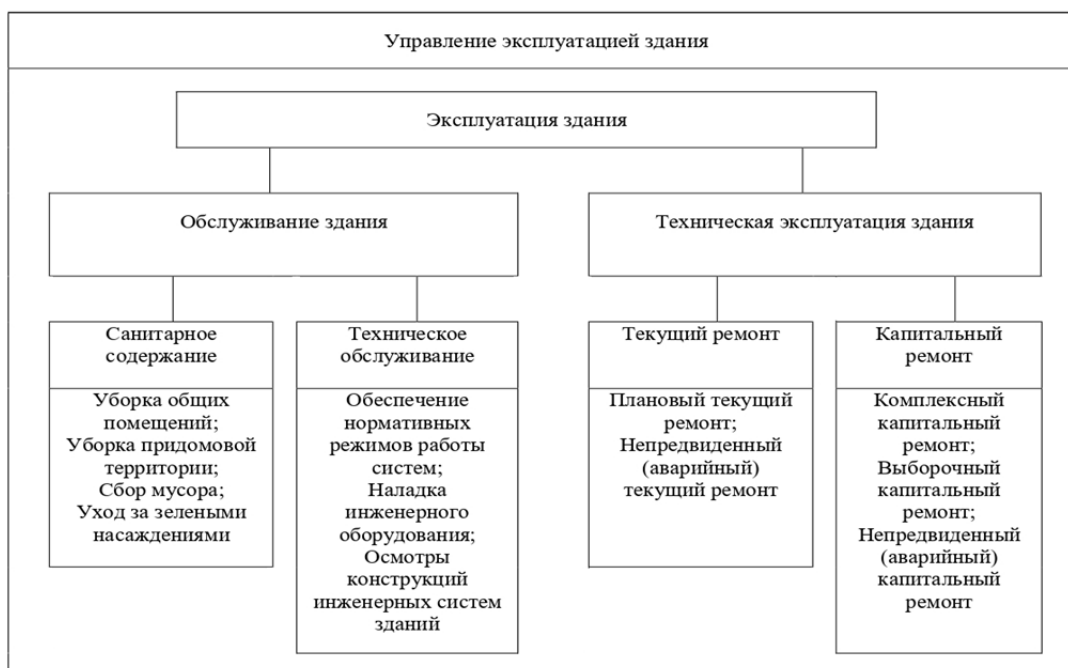 Управление эксплуатацией здания
Эксплуатация здания
Обслуживание здания
Техническая эксплуатация здания
Санитарное
содержание
Уборка общих
помещений;
Уборка придомовой
территории;
Сбор мусора;
Уход за зелеными
насаждениями
Техническое
обслуживание
Обеспечение
нормативных
режимов работы
систем;
Наладка
инженерного
оборудования;
Осмотры
конструкций
инженерных систем
зданий
Текущий ремонт
Плановый текущий
ремонт;
Непредвиденный
(аварийный)
текущий ремонт
Капитальный
ремонт
Комплексный
капитальный
ремонт;
Выборочный
капитальный
ремонт;
Непредвиденный
(аварийный)
капитальный
ремонт